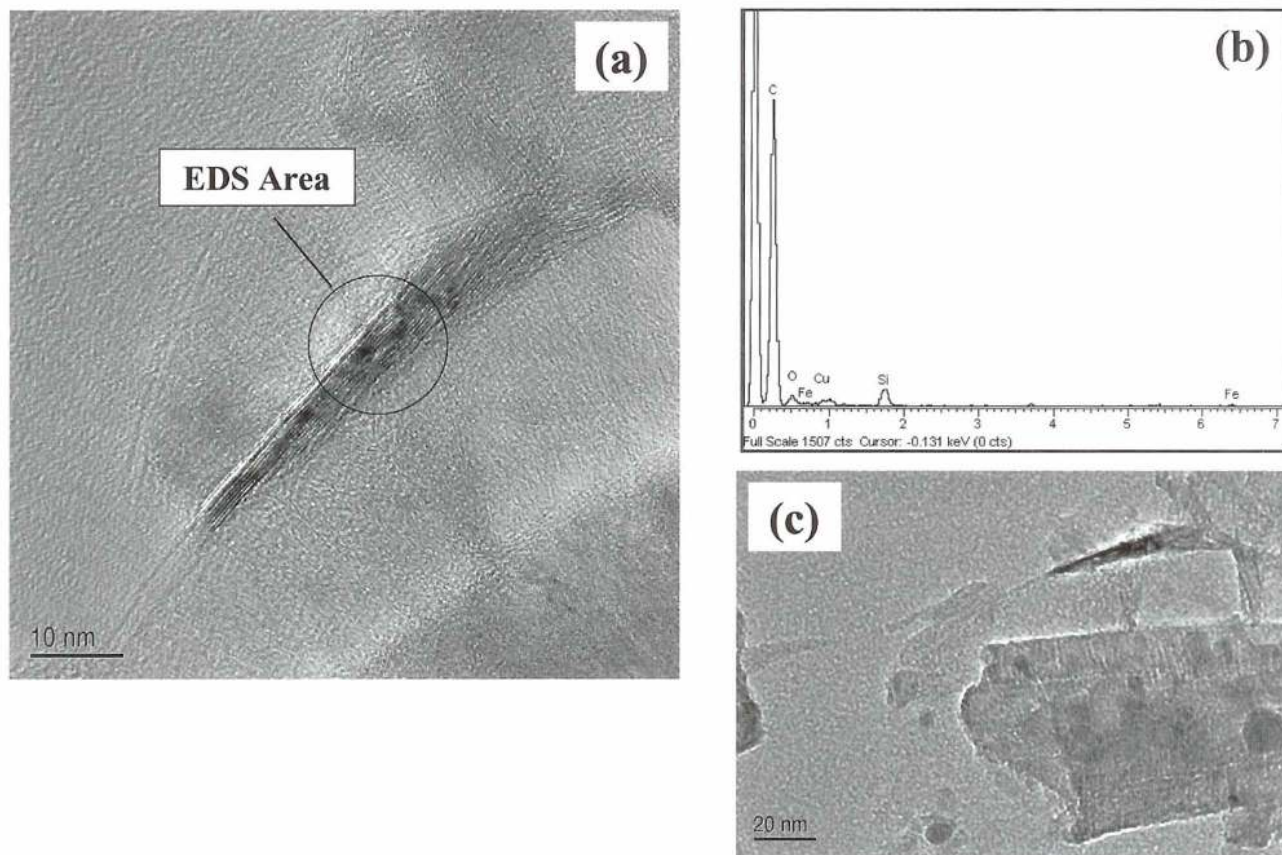 (a)
EDS Area
10 nm
(b)
C
O
Fe
Cu
Si
Fe
0 1 2 3 4 5 6 7
Full Scale 1507 cts Cursor: -0.131 keV (0 cts)
(c)
20 nm